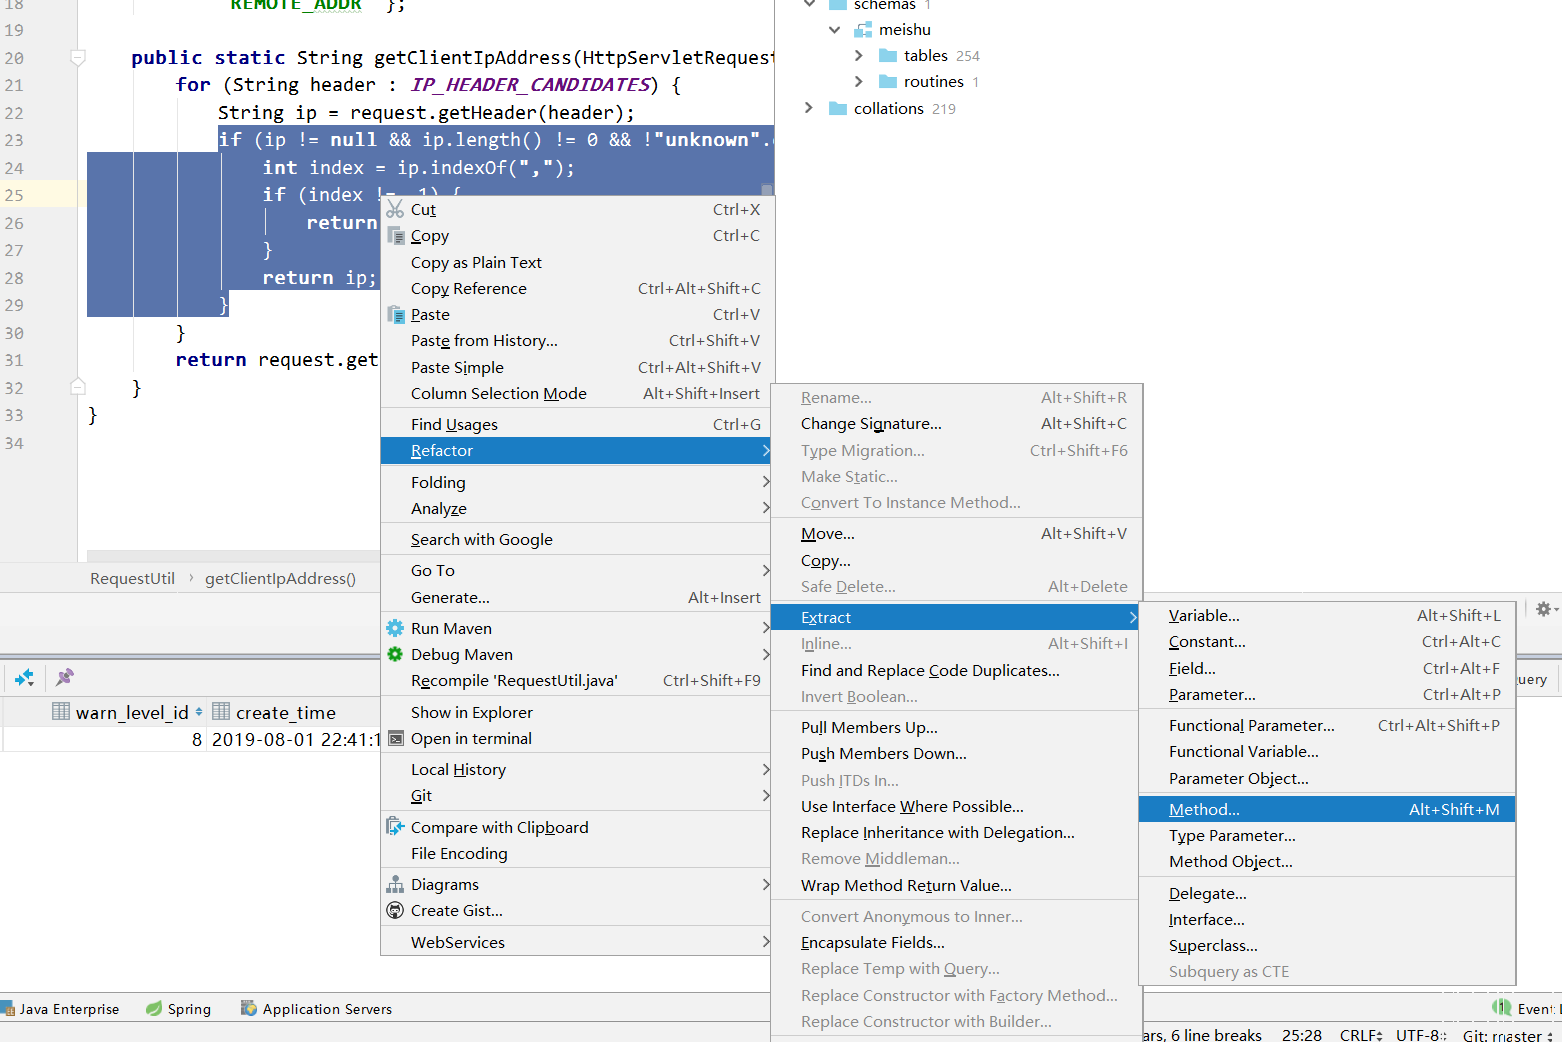 18 REMOTE_ADDR" };
19
20 public static String getClientIpAddress(HttpServletRequest
21 for (String header : IP_HEADER_CANDIDATES) {
22 String ip = request.getHeader(header);
23 if (ip != null && ip.length() != 0 && !"unknown".
24 int index = ip.indexOf(",");
25 if (index != -1) {
26 return
27 }
28 return ip;
29 }
30 }
31 return request.get
32 }
33 }
34
RequestUtil › getClientIpAddress()
schemas 1
meishu
tables 254
routines 1
collations 219
Cut Ctrl+X
Copy Ctrl+C
Copy as Plain Text
Copy Reference Ctrl+Alt+Shift+C
Paste Ctrl+V
Paste from History... Ctrl+Shift+V
Paste Simple Ctrl+Alt+Shift+V
Column Selection Mode Alt+Shift+Insert
Find Usages Ctrl+G
Refactor
Folding
Analyze
Search with Google
Go To
Generate... Alt+Insert
Run Maven
Debug Maven
Recompile 'RequestUtil.java' Ctrl+Shift+F9
Show in Explorer
Open in terminal
Local History
Git
Compare with Clipboard
File Encoding
Diagrams
Create Gist...
WebServices
Rename... Alt+Shift+R
Change Signature... Alt+Shift+C
Type Migration... Ctrl+Shift+F6
Make Static...
Convert To Instance Method...
Move... Alt+Shift+V
Copy...
Safe Delete... Alt+Delete
Extract
Inline... Alt+Shift+I
Find and Replace Code Duplicates...
Invert Boolean...
Pull Members Up...
Push Members Down...
Push ITDs In...
Use Interface Where Possible...
Replace Inheritance with Delegation...
Remove Middleman...
Wrap Method Return Value...
Convert Anonymous to Inner...
Encapsulate Fields...
Replace Temp with Query...
Replace Constructor with Factory Method...
Replace Constructor with Builder...
Variable... Alt+Shift+L
Constant... Ctrl+Alt+C
Field... Ctrl+Alt+F
Parameter... Ctrl+Alt+P
Functional Parameter... Ctrl+Alt+Shift+P
Functional Variable...
Parameter Object...
Method... Alt+Shift+M
Type Parameter...
Method Object...
Delegate...
Interface...
Superclass...
Subquery as CTE
uery
warn_level_id create_time
8 2019-08-01 22:41:1
Java Enterprise Spring Application Servers
1 Event
ars, 6 line breaks 25:28 CRLF UTF-8 Git: master